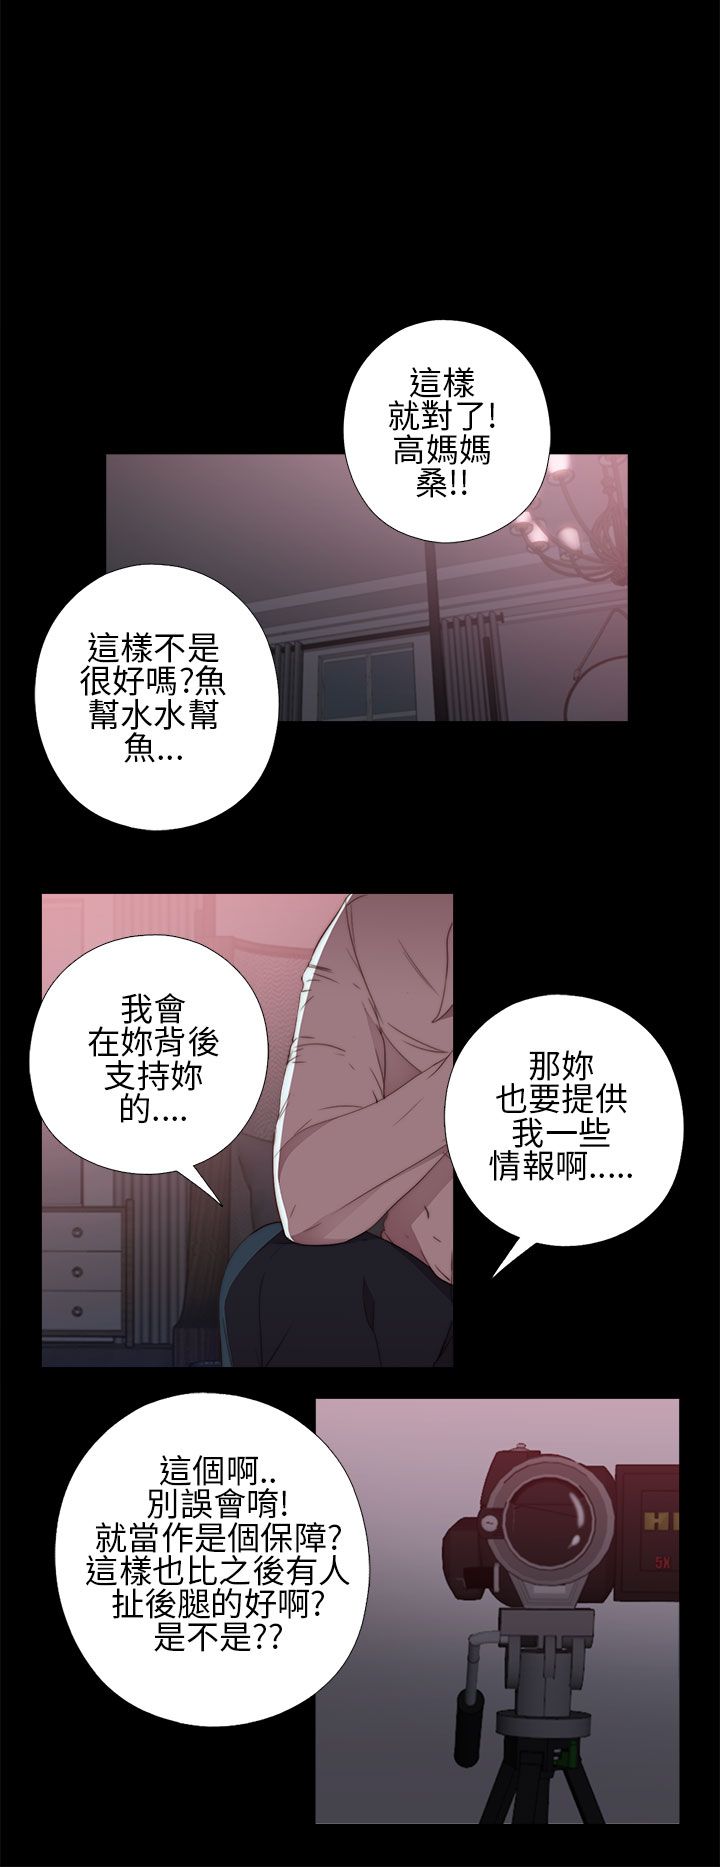 這樣
就對了!
高媽媽
桑!!
這樣不是
很好嗎?魚
幫水水幫
魚...
我會
在妳背後
支持妳
的....
那妳
也要提供
我一些
情報啊.....
這個啊..
別誤會唷!
就當作是個保障?
這樣也比之後有人
扯後腿的好啊?
是不是??
5X